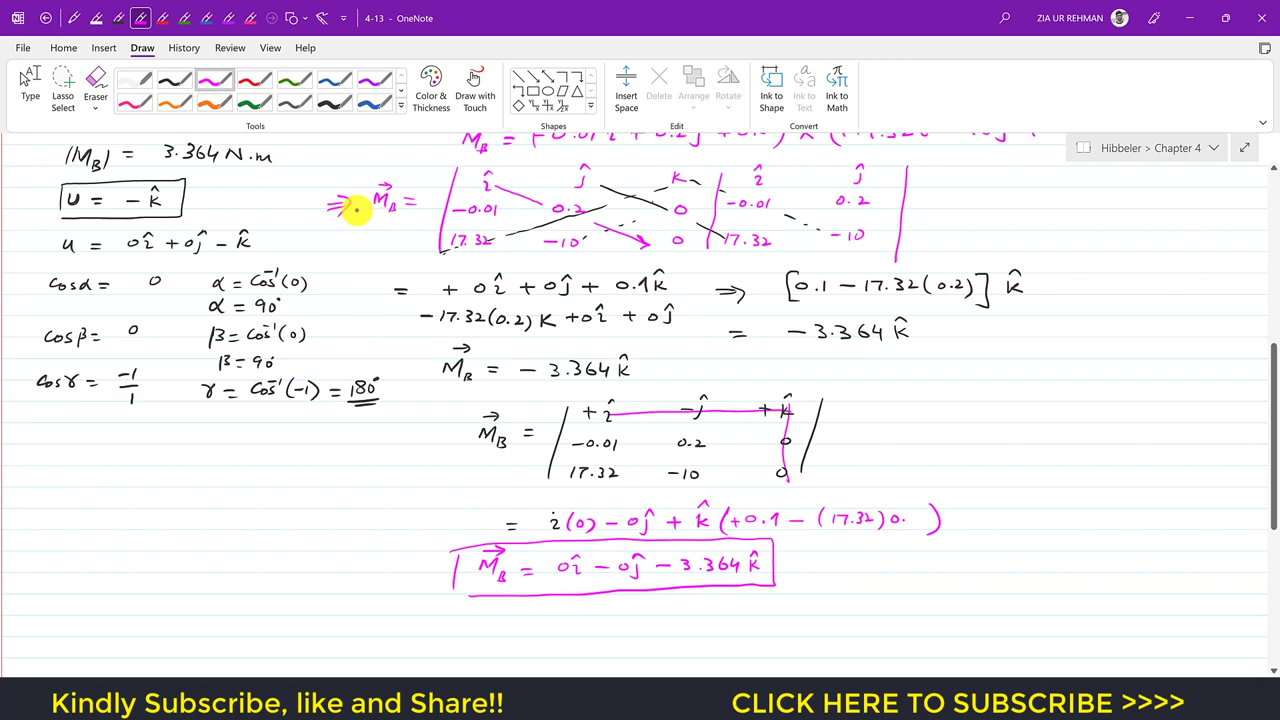 4-13 - OneNote
ZIA UR REHMAN
File Home Insert Draw History Review View Help
Type
Lasso Select
Eraser
Color & Thickness
Draw with Touch
Insert Space
Delete
Arrange
Rotate
Ink to Shape
Ink to Text
Ink to Math
Tools
Shapes
Edit
Convert
Hibbeler > Chapter 4
|M_B| = 3.364 N.m
u = -k̂
u = 0î + 0ĵ - k̂
cosα = 0 α = cos⁻¹(0)
α = 90°
cosβ = 0 β = cos⁻¹(0)
β = 90
cosγ = -1/1 γ = cos⁻¹(-1) = 180°
⇒ M⃗_B = | î ĵ k | î ĵ |
-0.01 0.2 0 -0.01 0.2
17.32 -10 0 17.32 -10
= + 0î + 0ĵ + 0.1k̂ ⇒ [0.1 - 17.32(0.2)] k̂
-17.32(0.2) k + 0î + 0ĵ
= - 3.364 k̂
M⃗_B = - 3.364 k̂
M⃗_B = | +î -ĵ +k̂ |
-0.01 0.2 0
17.32 -10 0
= i(0) - 0ĵ + k̂(+0.1 - (17.32)0. )
M⃗_B = 0î - 0ĵ - 3.364 k̂
Kindly Subscribe, like and Share!!
CLICK HERE TO SUBSCRIBE >>>>